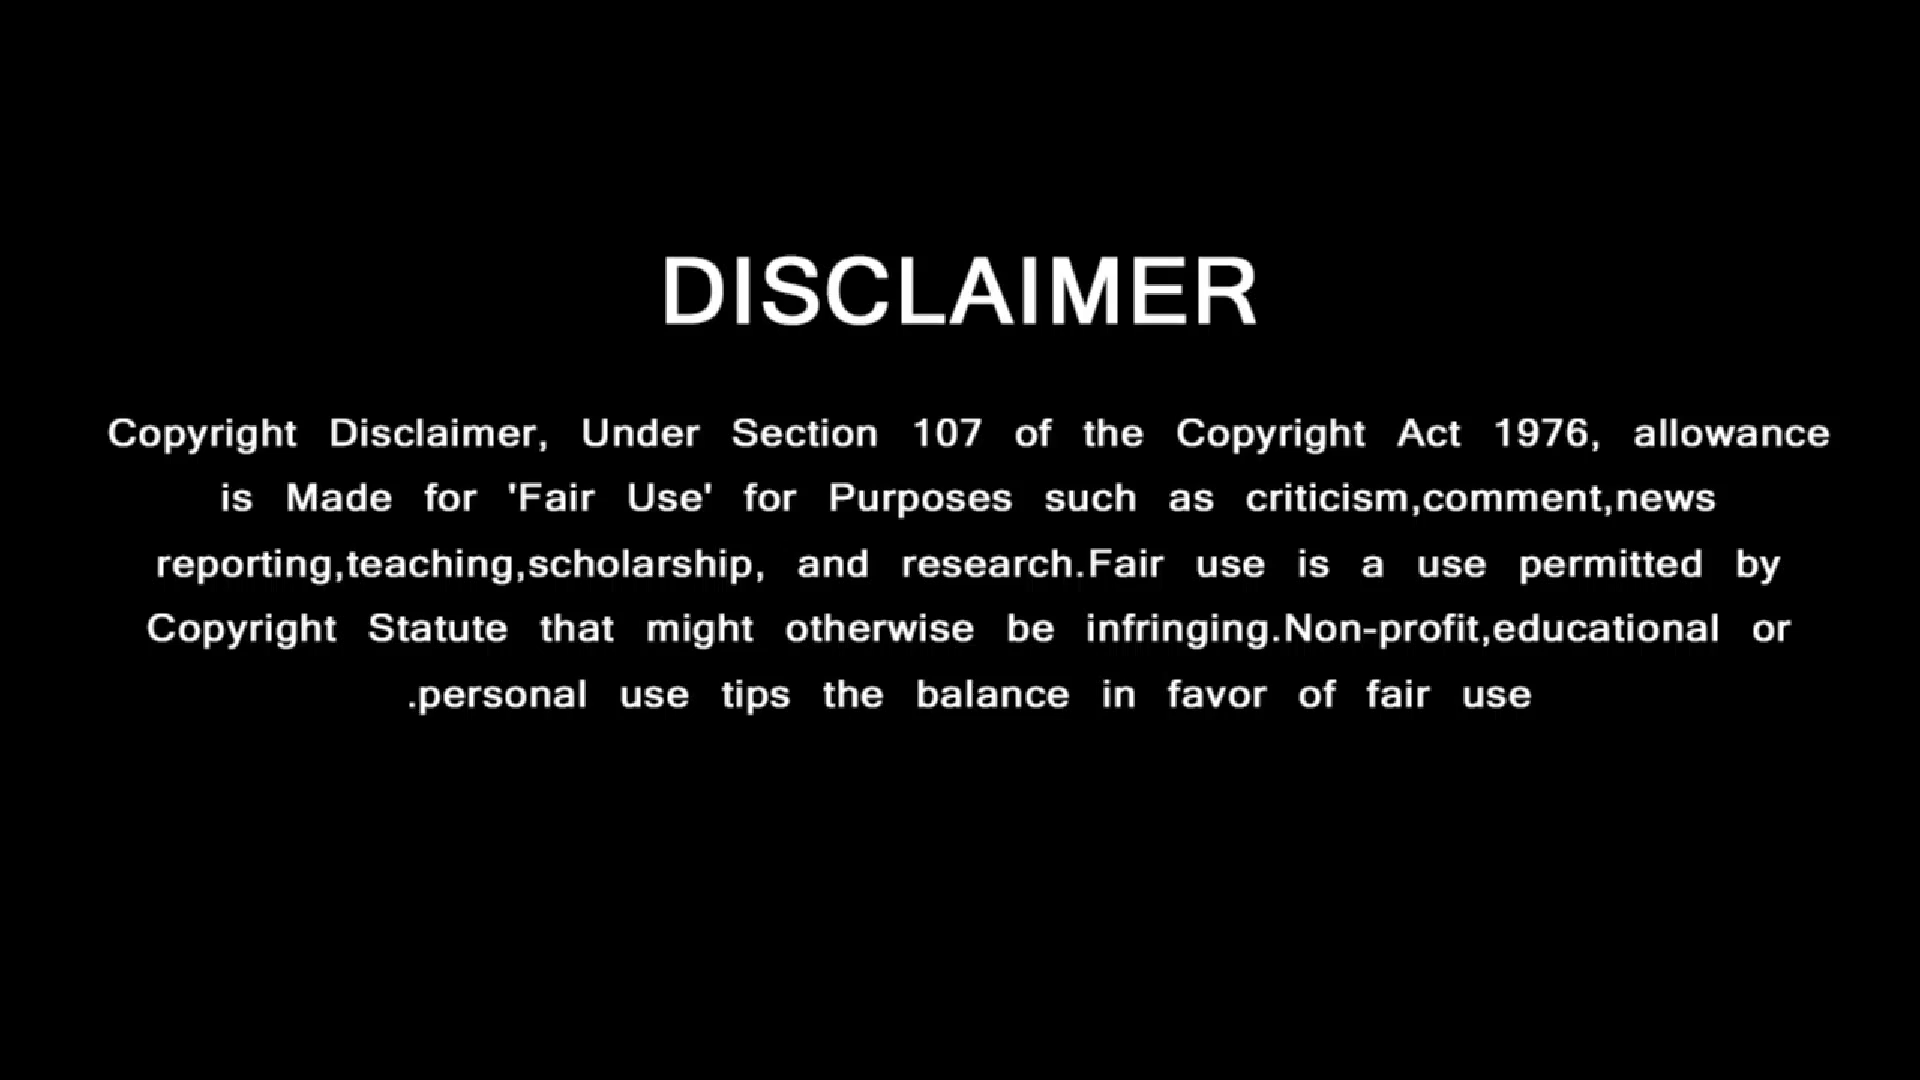 DISCLAIMER
Copyright Disclaimer, Under Section 107 of the Copyright Act 1976, allowance
is Made for 'Fair Use' for Purposes such as criticism,comment,news
reporting,teaching,scholarship, and research.Fair use is a use permitted by
Copyright Statute that might otherwise be infringing.Non-profit,educational or
.personal use tips the balance in favor of fair use